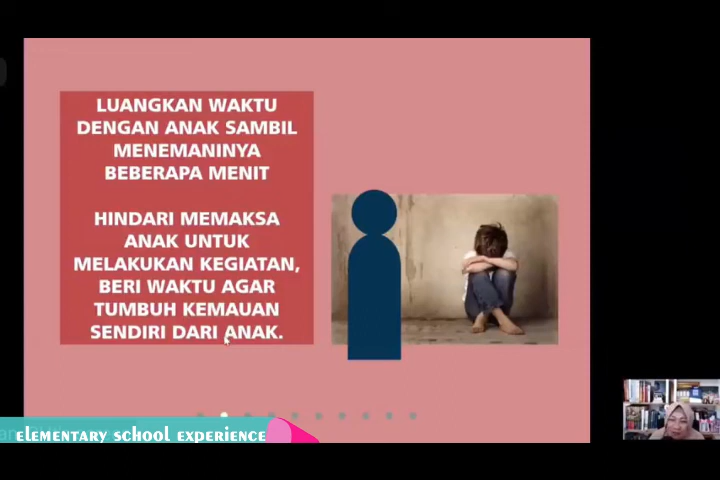 LUANGKAN WAKTU
DENGAN ANAK SAMBIL
MENEMANINYA
BEBERAPA MENIT
HINDARI MEMAKSA
ANAK UNTUK
MELAKUKAN KEGIATAN,
BERI WAKTU AGAR
TUMBUH KEMAUAN
SENDIRI DARI ANAK.
elementary school experience